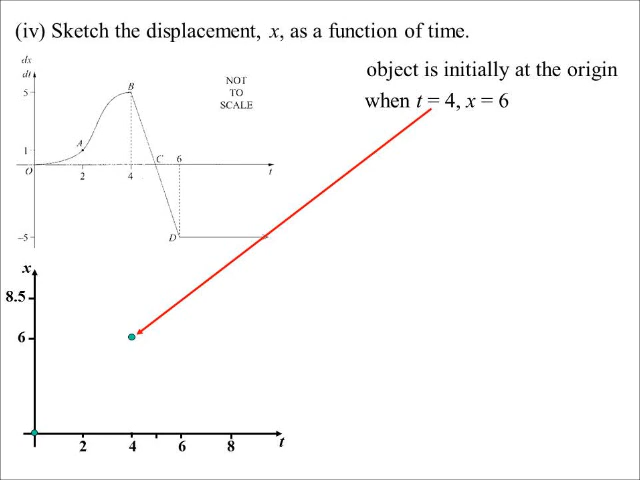 (iv) Sketch the displacement, x, as a function of time.
object is initially at the origin
when t = 4, x = 6
dx
dt
5
B
NOT
TO
SCALE
A
1
C
6
O
2
4
t
–5
D
x
8.5
6
2
4
6
8
t